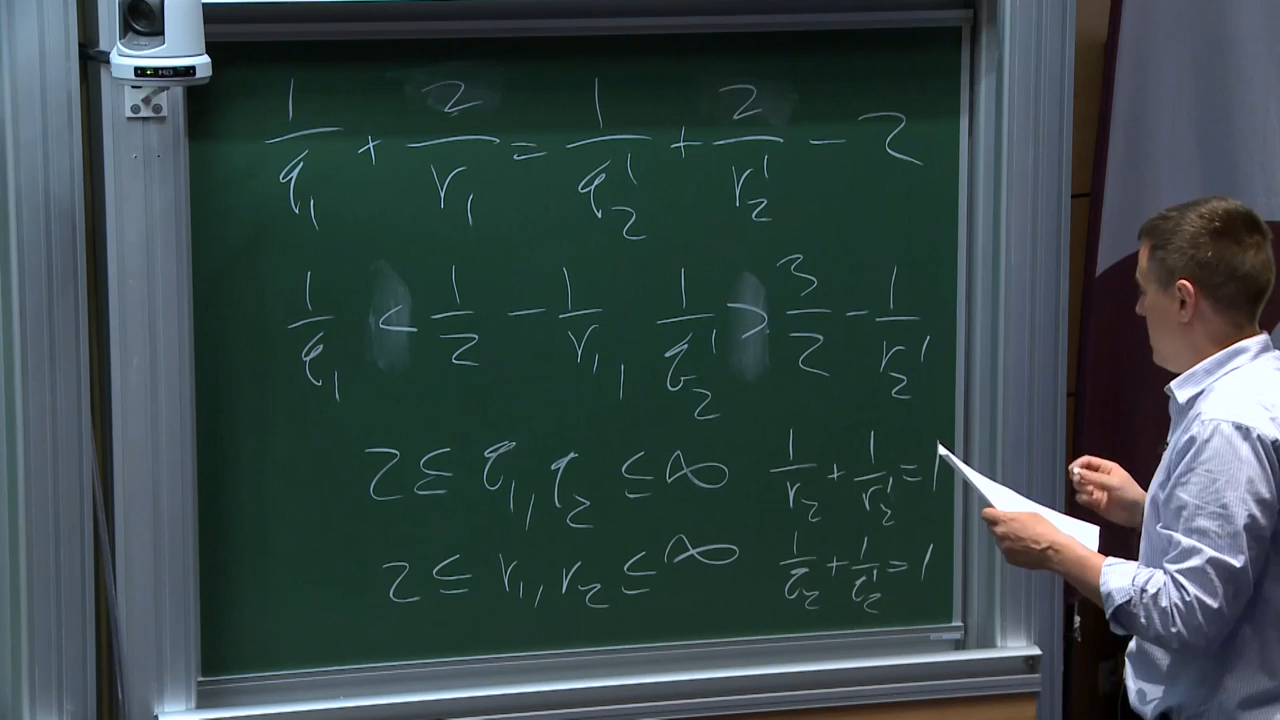 1/q₁ + 2/r₁ = 1/q₂' + 2/r₂' − 2
1/q₁ < 1/2 − 1/r₁, 1/q₂' > 3/2 − 1/r₂'
2 ≤ q₁, q₂ ≤ ∞ 1/r₂ + 1/r₂' = 1
2 ≤ r₁, r₂ ≤ ∞ 1/q₂ + 1/q₂' = 1